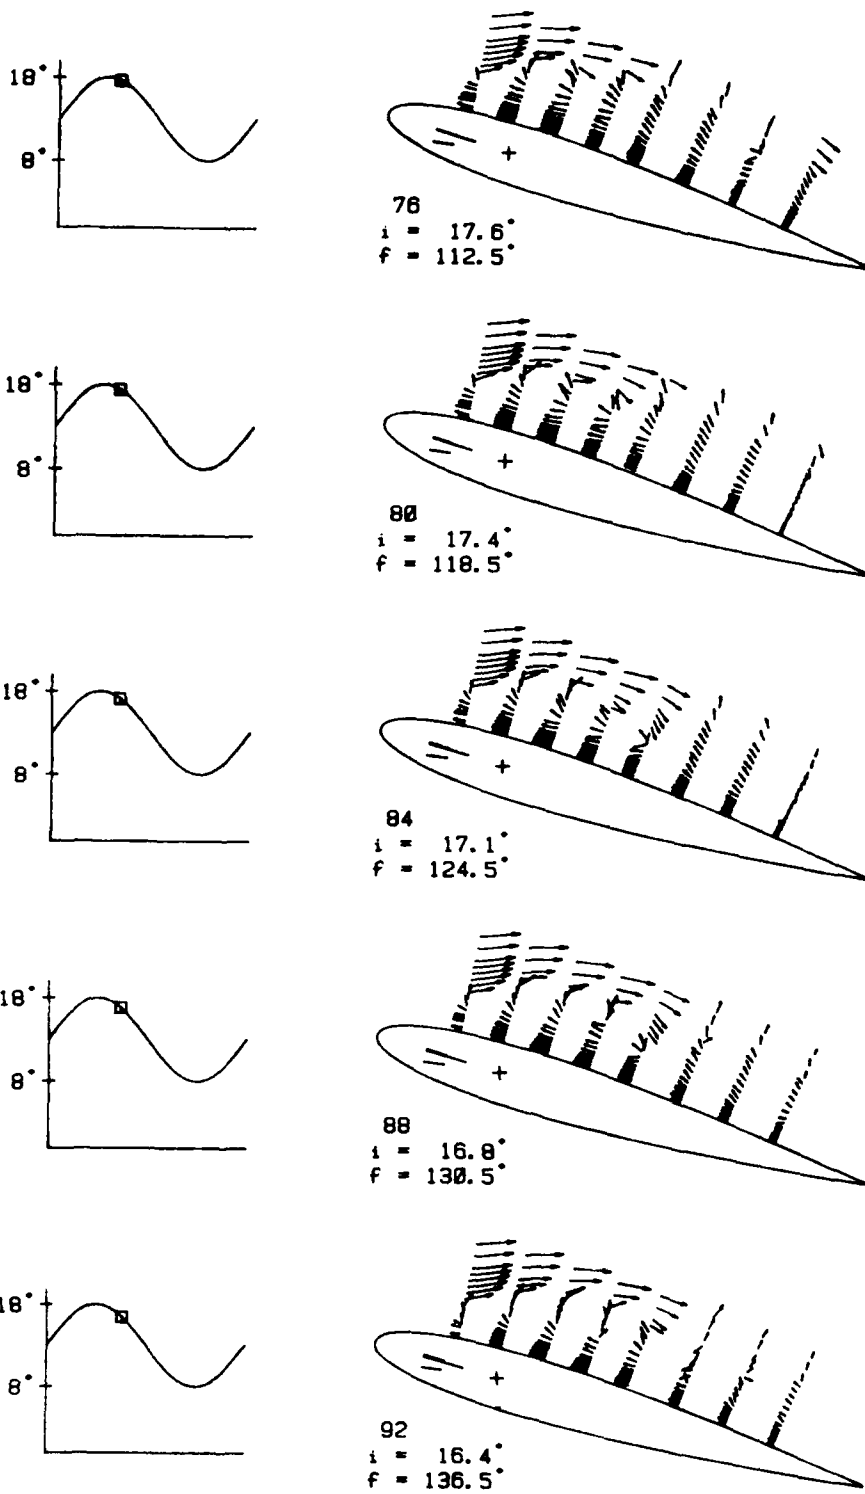 18°
8°
76
i = 17.6°
f = 112.5°
18°
8°
80
i = 17.4°
f = 118.5°
18°
8°
84
i = 17.1°
f = 124.5°
18°
8°
88
i = 16.8°
f = 130.5°
18°
8°
92
i = 16.4°
f = 136.5°